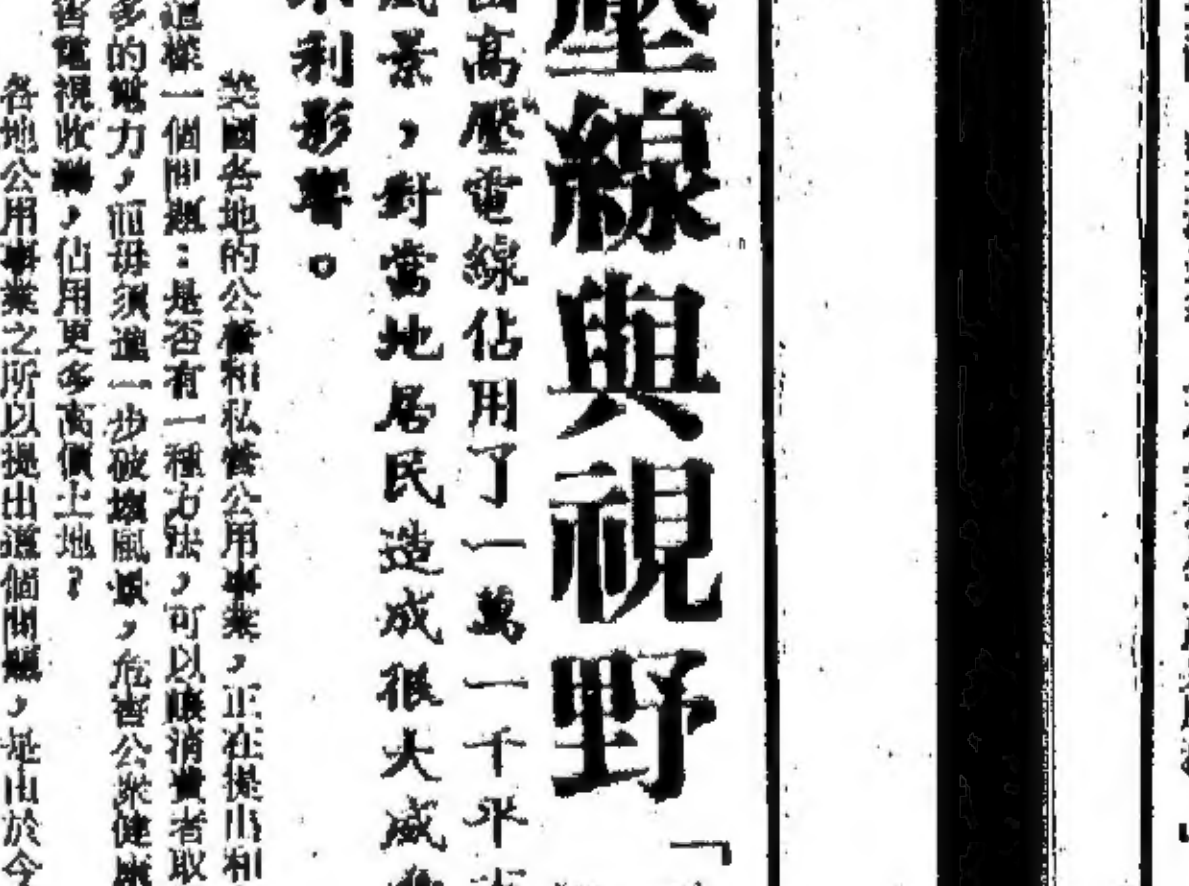 壓線與視野「
高壓電線佔用了一萬一千平
風景，對當地居民造成很大威
不利影響。
英國各地的公營和私營公用事業，正在提出和
這樣一個問題：是否有一種方法，可以讓消費者取
多的電力，而毋須進一步破壞風景，危害公眾健康
害電視收聽，佔用更多高價土地？
各地公用事業之所以提出這個問題，是由於今